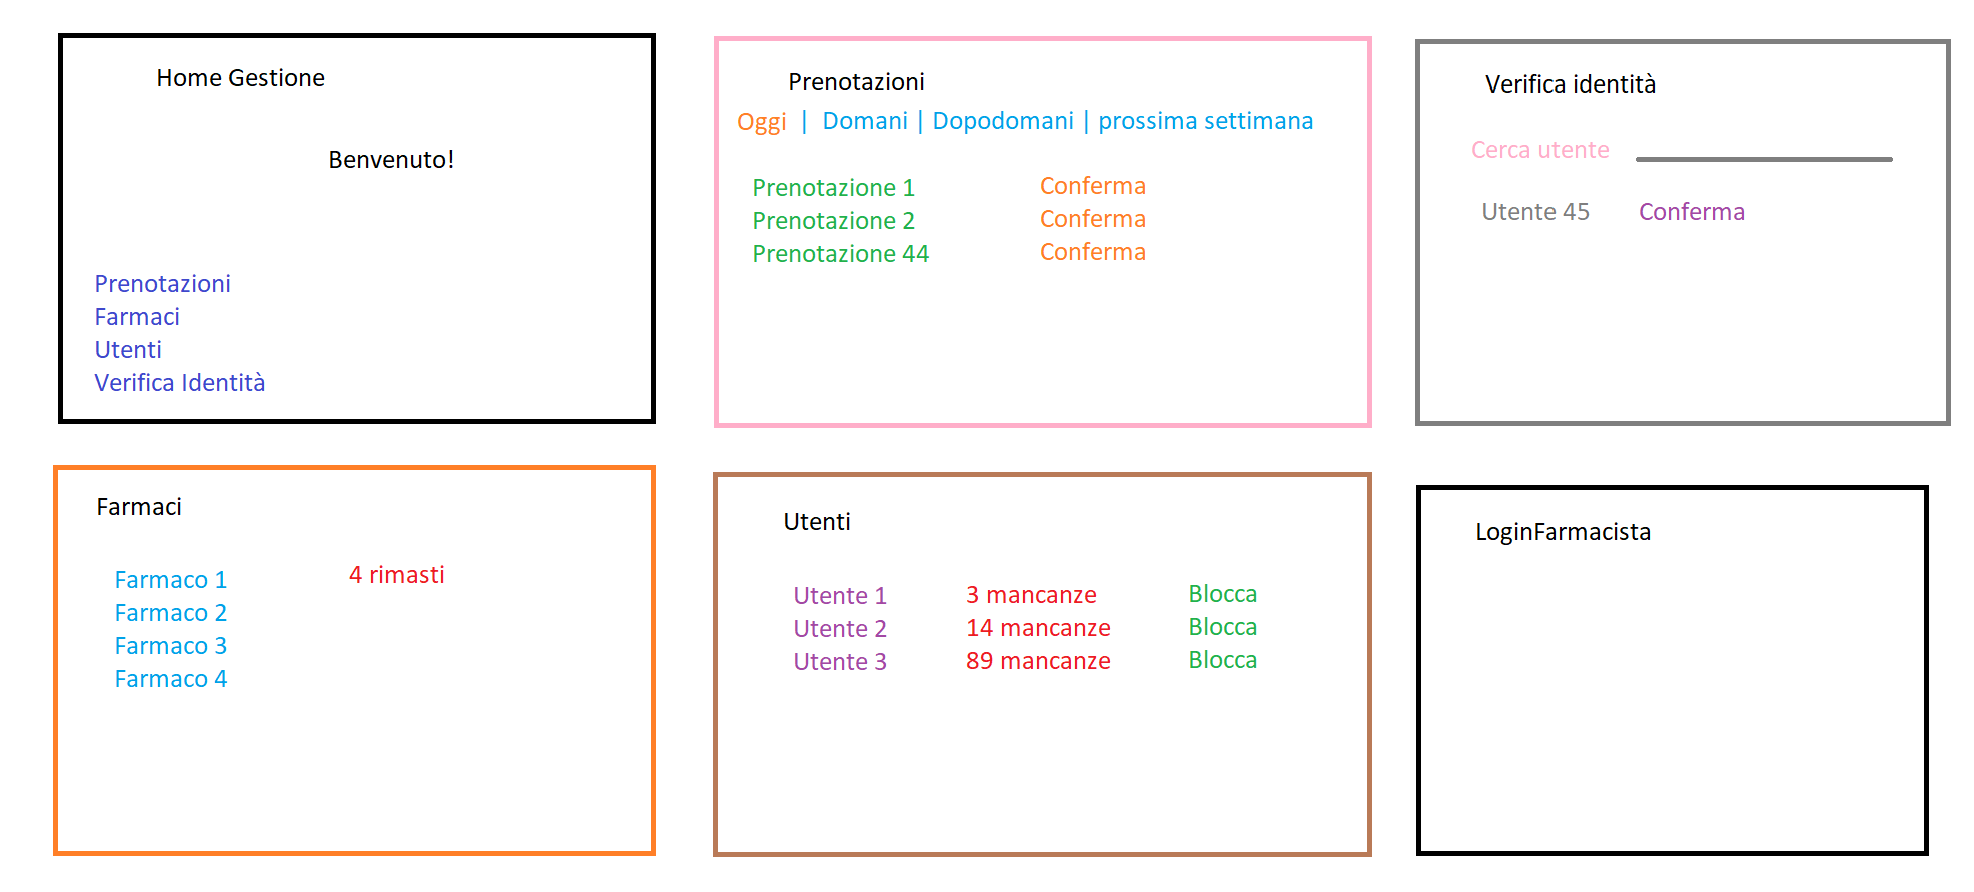 Home Gestione
Benvenuto!
Prenotazioni
Farmaci
Utenti
Verifica Identità
Prenotazioni
Oggi | Domani | Dopodomani | prossima settimana
Prenotazione 1 Conferma
Prenotazione 2 Conferma
Prenotazione 44 Conferma
Verifica identità
Cerca utente
Utente 45 Conferma
Farmaci
Farmaco 1 4 rimasti
Farmaco 2
Farmaco 3
Farmaco 4
Utenti
Utente 1 3 mancanze Blocca
Utente 2 14 mancanze Blocca
Utente 3 89 mancanze Blocca
LoginFarmacista